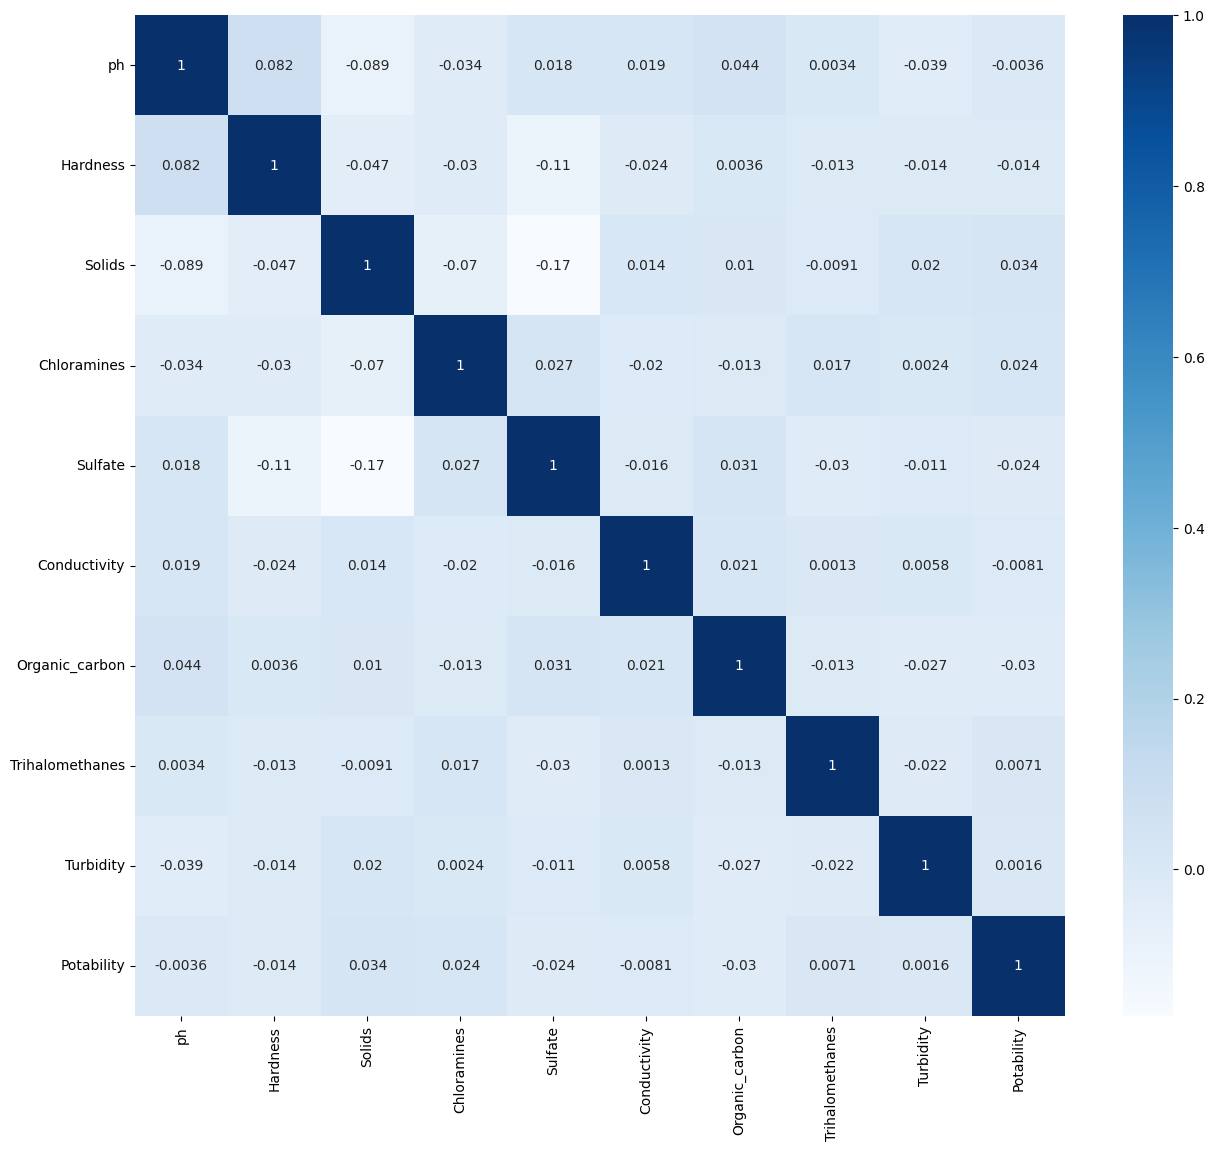 ph 1 0.082 -0.089 -0.034 0.018 0.019 0.044 0.0034 -0.039 -0.0036
Hardness 0.082 1 -0.047 -0.03 -0.11 -0.024 0.0036 -0.013 -0.014 -0.014
Solids -0.089 -0.047 1 -0.07 -0.17 0.014 0.01 -0.0091 0.02 0.034
Chloramines -0.034 -0.03 -0.07 1 0.027 -0.02 -0.013 0.017 0.0024 0.024
Sulfate 0.018 -0.11 -0.17 0.027 1 -0.016 0.031 -0.03 -0.011 -0.024
Conductivity 0.019 -0.024 0.014 -0.02 -0.016 1 0.021 0.0013 0.0058 -0.0081
Organic_carbon 0.044 0.0036 0.01 -0.013 0.031 0.021 1 -0.013 -0.027 -0.03
Trihalomethanes 0.0034 -0.013 -0.0091 0.017 -0.03 0.0013 -0.013 1 -0.022 0.0071
Turbidity -0.039 -0.014 0.02 0.0024 -0.011 0.0058 -0.027 -0.022 1 0.0016
Potability -0.0036 -0.014 0.034 0.024 -0.024 -0.0081 -0.03 0.0071 0.0016 1
ph Hardness Solids Chloramines Sulfate Conductivity Organic_carbon Trihalomethanes Turbidity Potability
1.0
0.8
0.6
0.4
0.2
0.0